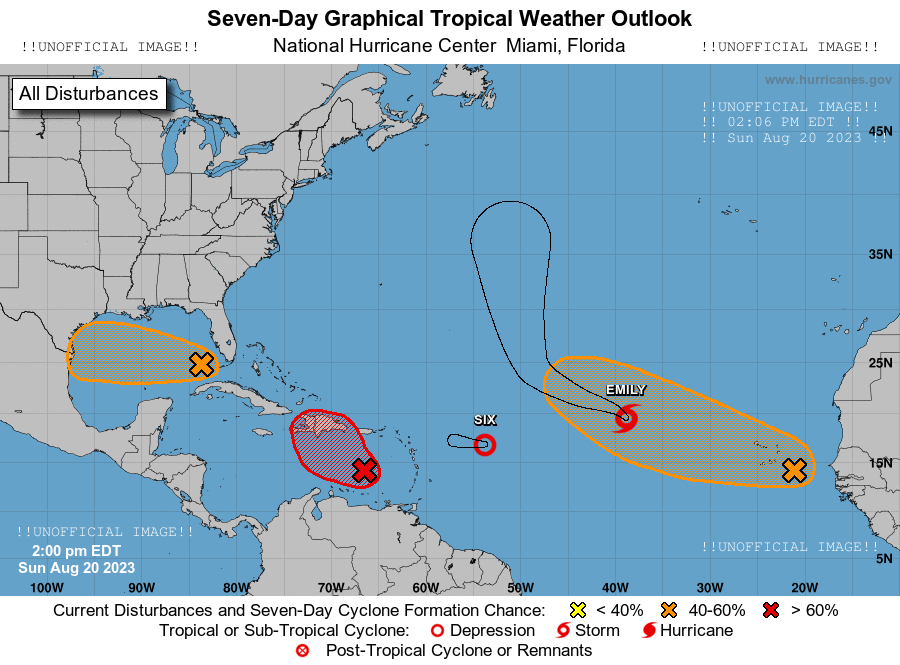 Seven-Day Graphical Tropical Weather Outlook
!!UNOFFICIAL IMAGE!! National Hurricane Center Miami, Florida !!UNOFFICIAL IMAGE!!
All Disturbances
www.hurricanes.gov
!!UNOFFICIAL IMAGE!!
!! 02:06 PM EDT !!
!! Sun Aug 20 2023 !!
45N
35N
25N
EMILY
SIX
15N
!!UNOFFICIAL IMAGE!!
2:00 pm EDT
Sun Aug 20 2023
!!UNOFFICIAL IMAGE!!
5N
100W 90W 80W 70W 60W 50W 40W 30W 20W
Current Disturbances and Seven-Day Cyclone Formation Chance: < 40% 40-60% > 60%
Tropical or Sub-Tropical Cyclone: Depression Storm Hurricane
Post-Tropical Cyclone or Remnants